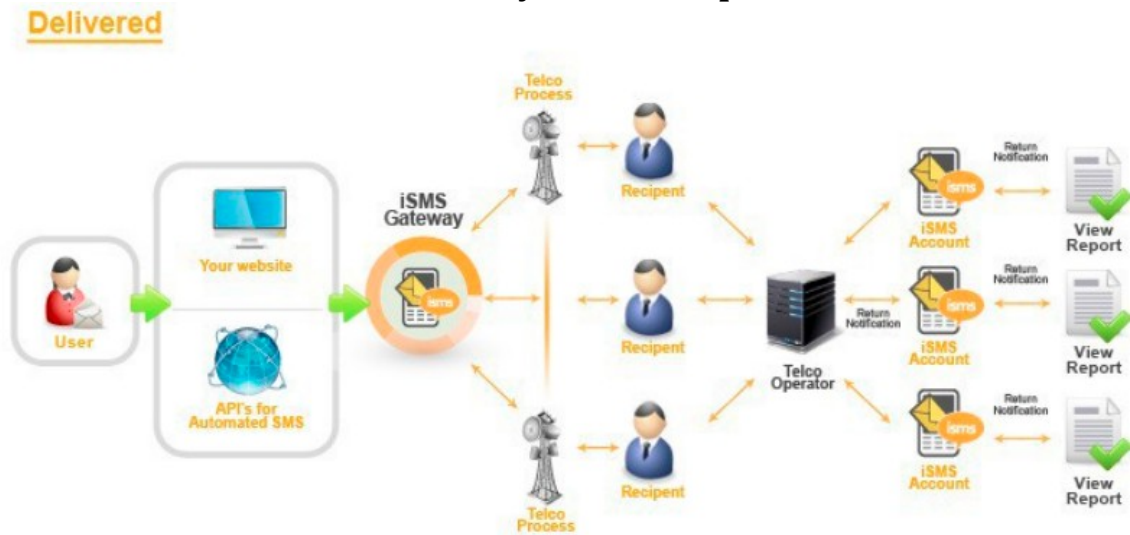 Delivered
Telco
Process
Recipent
iSMS
Gateway
isms
Your website
User
API's for
Automated SMS
Recipent
Telco
Process
Recipent
Telco
Operator
Return
Notification
isms
iSMS
Account
Return
Notification
View
Report
isms
iSMS
Account
Return
Notification
View
Report
isms
iSMS
Account
Return
Notification
View
Report